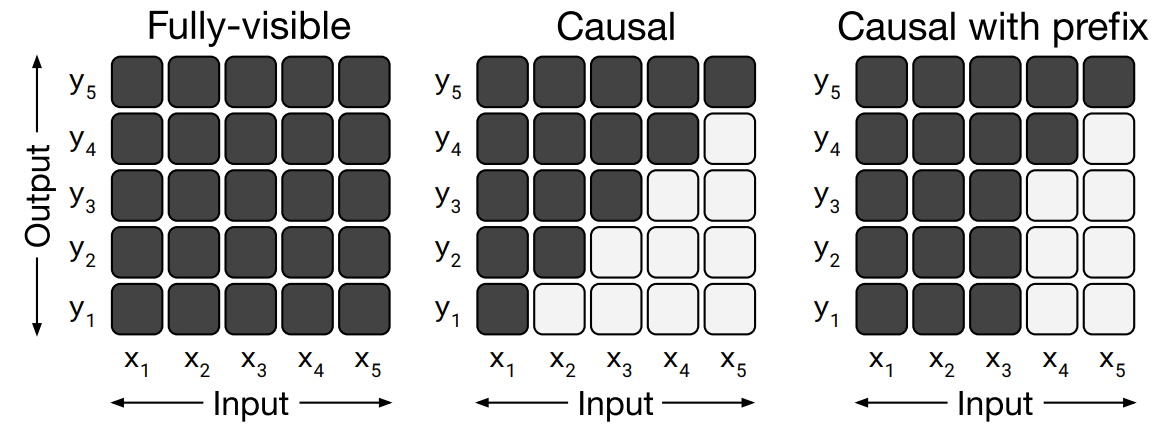 Fully-visible
Causal
Causal with prefix
Output
y5
y4
y3
y2
y1
x1 x2 x3 x4 x5
Input
y5
y4
y3
y2
y1
x1 x2 x3 x4 x5
Input
y5
y4
y3
y2
y1
x1 x2 x3 x4 x5
Input